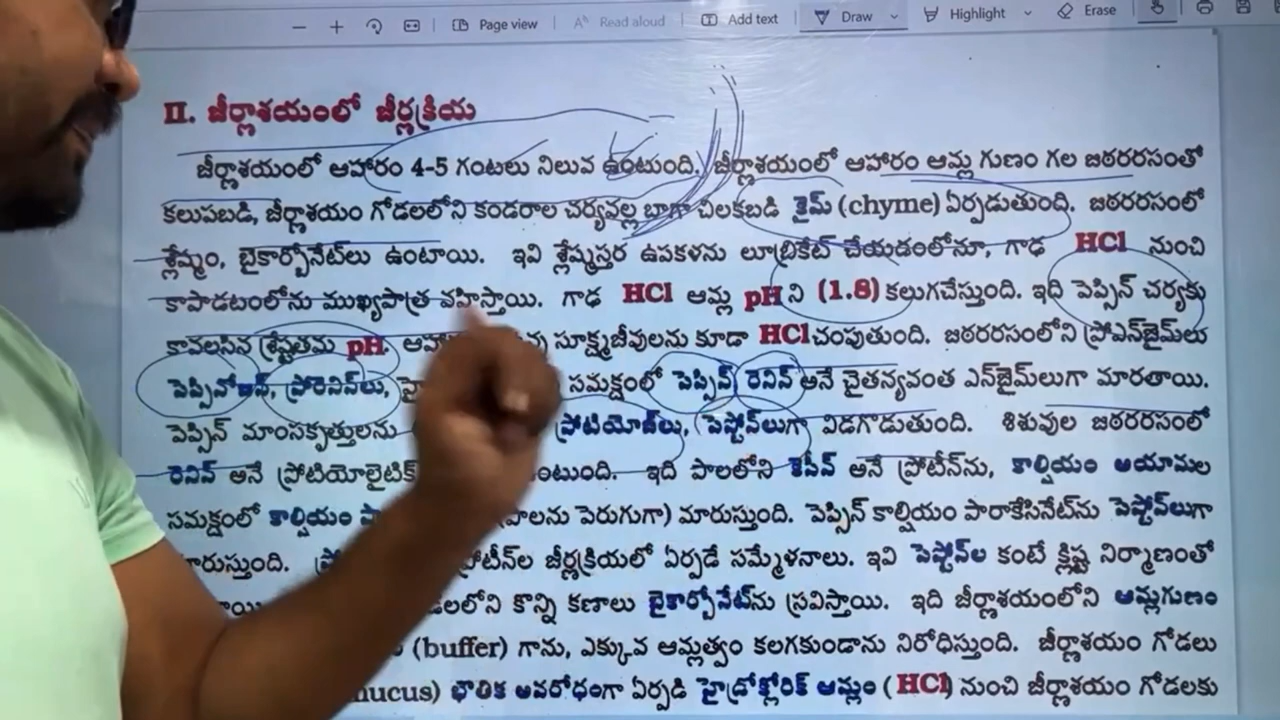 Page view Read aloud Add text Draw Highlight Erase
II. జీర్ణాశయంలో జీర్ణక్రియ
జీర్ణాశయంలో ఆహారం 4-5 గంటలు నిలువ ఉంటుంది. జీర్ణాశయంలో ఆహారం ఆమ్ల గుణం గల జఠరరసంతో
కలుపబడి, జీర్ణాశయం గోడలలోని కండరాల చర్యవల్ల బాగా చిలకబడి కైమ్ (chyme) ఏర్పడుతుంది. జఠరరసంలో
శ్లేష్మం, బైకార్బోనేట్‌లు ఉంటాయి. ఇవి శ్లేష్మస్తర ఉపకళను లూబ్రికేట్ చేయడంలోనూ, గాఢ HCl నుంచి
కాపాడటంలోను ముఖ్యపాత్ర వహిస్తాయి. గాఢ HCl ఆమ్ల pHని (1.8) కలుగచేస్తుంది. ఇది పెప్సిన్ చర్యకు
కావలసిన శ్రేష్టతమ pH. సూక్ష్మజీవులను కూడా HCl చంపుతుంది. జఠరరసంలోని ప్రోఎన్‌జైమ్‌లు
పెప్సినోజన్, ప్రోరెనిన్‌లు, సమక్షంలో పెప్సిన్, రెనిన్ అనే చైతన్యవంత ఎన్‌జైమ్‌లుగా మారతాయి.
పెప్సిన్ మాంసకృత్తులను ప్రోటియోజ్‌లు, పెప్టోన్‌లుగా విడగొడుతుంది. శిశువుల జఠరరసంలో
రెనిన్ అనే ప్రోటియోలైటిక్ ఉంటుంది. ఇది పాలలోని కేసీన్ అనే ప్రోటీన్‌ను, కాల్షియం అయాముల
సమక్షంలో కాల్షియం (పాలను పెరుగుగా) మారుస్తుంది. పెప్సిన్ కాల్షియం పారాకేసినేట్‌ను పెప్టోన్‌లుగా
మారుస్తుంది. ప్రోటీన్‌ల జీర్ణక్రియలో ఏర్పడే సమ్మేళనాలు. ఇవి పెప్టోన్‌ల కంటే క్లిష్ట నిర్మాణంతో
కొన్ని కణాలు బైకార్బోనేట్‌ను స్రవిస్తాయి. ఇది జీర్ణాశయంలోని ఆమ్లగుణం
(buffer) గాను, ఎక్కువ ఆమ్లత్వం కలగకుండాను నిరోధిస్తుంది. జీర్ణాశయం గోడలు
mucus) భౌతిక అవరోధంగా ఏర్పడి హైడ్రోక్లోరిక్ ఆమ్లం (HCl) నుంచి జీర్ణాశయం గోడలకు